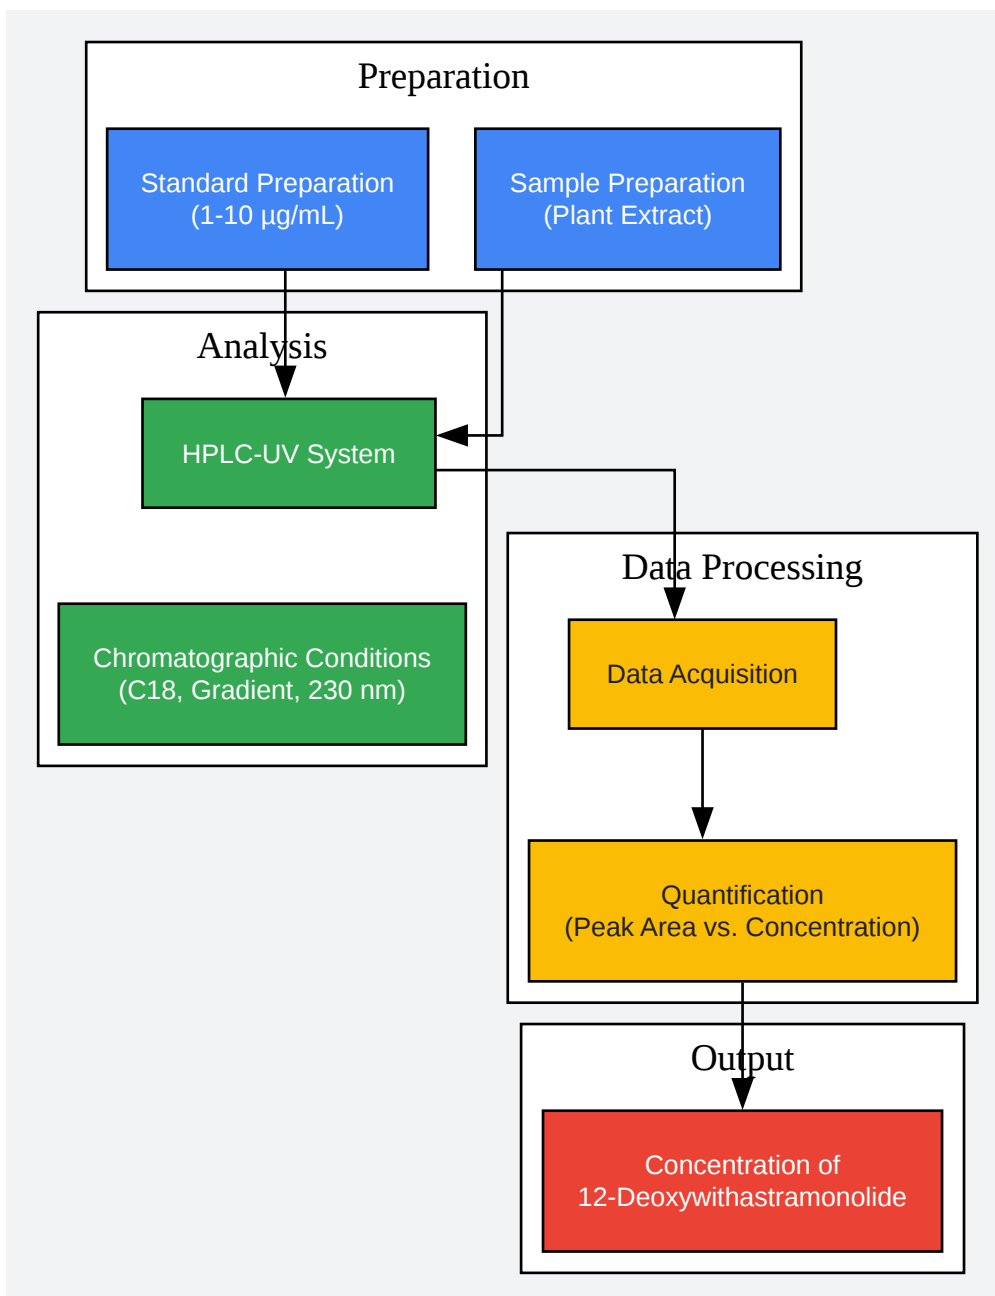 Preparation
Standard Preparation
(1-10 µg/mL)
Sample Preparation
(Plant Extract)
Analysis
HPLC-UV System
Chromatographic Conditions
(C18, Gradient, 230 nm)
Data Processing
Data Acquisition
Quantification
(Peak Area vs. Concentration)
Output
Concentration of
12-Deoxywithastramonolide